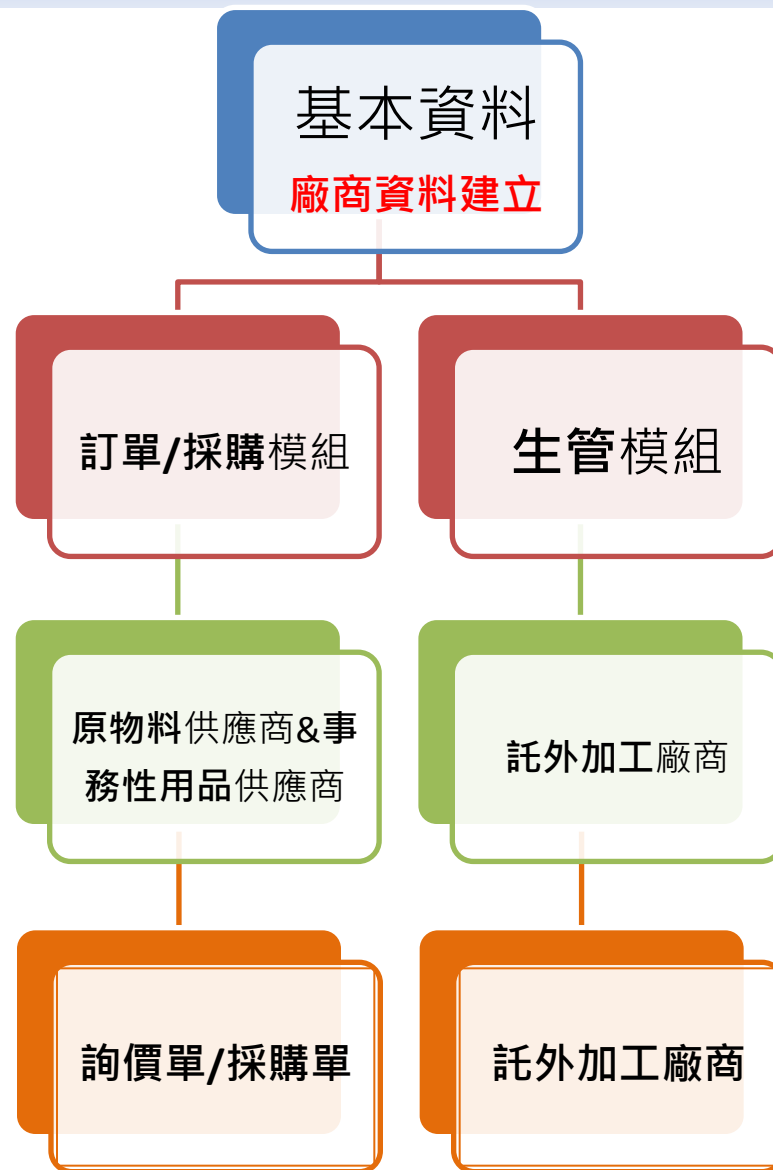 基本資料
廠商資料建立
訂單/採購模組
生管模組
原物料供應商&事
務性用品供應商
託外加工廠商
詢價單/採購單
託外加工廠商